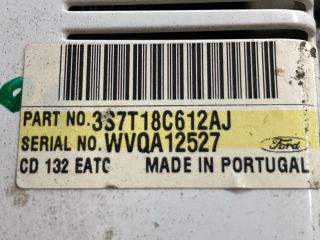 PART NO. 3S7T18C612AJ
SERIAL NO. WVQA12527
Ford
CD 132 EATC MADE IN PORTUGAL